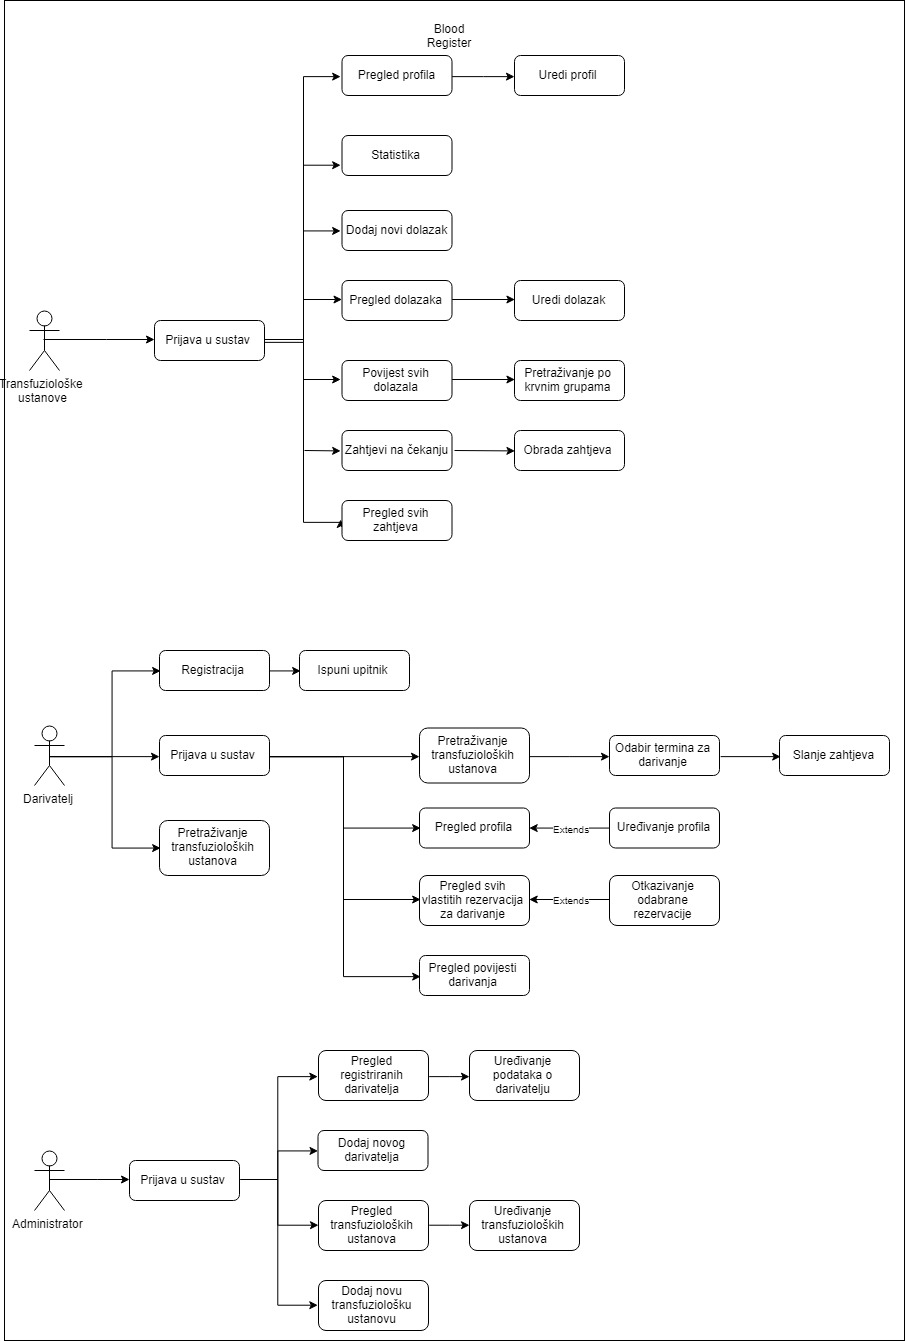 Blood
Register
Pregled profila
Uredi profil
Statistika
Dodaj novi dolazak
Pregled dolazaka
Uredi dolazak
Transfuziološke
ustanove
Prijava u sustav
Povijest svih
dolazala
Pretraživanje po
krvnim grupama
Zahtjevi na čekanju
Obrada zahtjeva
Pregled svih
zahtjeva
Registracija
Ispuni upitnik
Darivatelj
Prijava u sustav
Pretraživanje
transfuzioloških
ustanova
Odabir termina za
darivanje
Slanje zahtjeva
Pregled profila
Extends
Uređivanje profila
Pretraživanje
transfuzioloških
ustanova
Pregled svih
vlastitih rezervacija
za darivanje
Extends
Otkazivanje
odabrane
rezervacije
Pregled povijesti
darivanja
Pregled
registriranih
darivatelja
Uređivanje
podataka o
darivatelju
Dodaj novog
darivatelja
Administrator
Prijava u sustav
Pregled
transfuzioloških
ustanova
Uređivanje
transfuzioloških
ustanova
Dodaj novu
transfuziološku
ustanovu